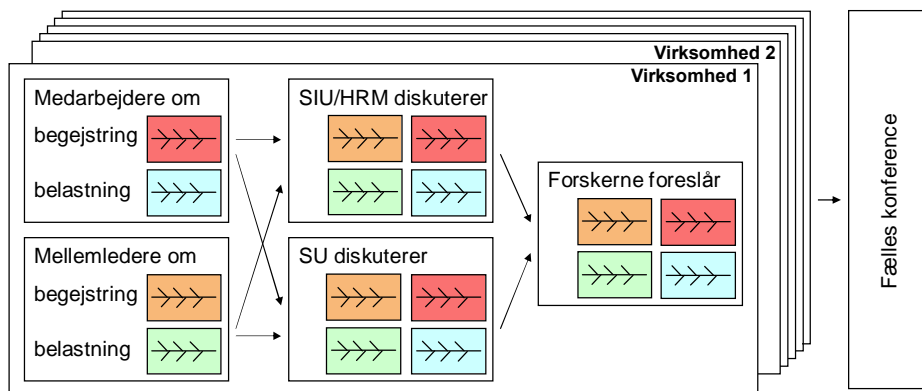 Virksomhed 2
Virksomhed 1
Medarbejdere om
begejstring
belastning
Mellemledere om
begejstring
belastning
SIU/HRM diskuterer
SU diskuterer
Forskerne foreslår
Fælles konference